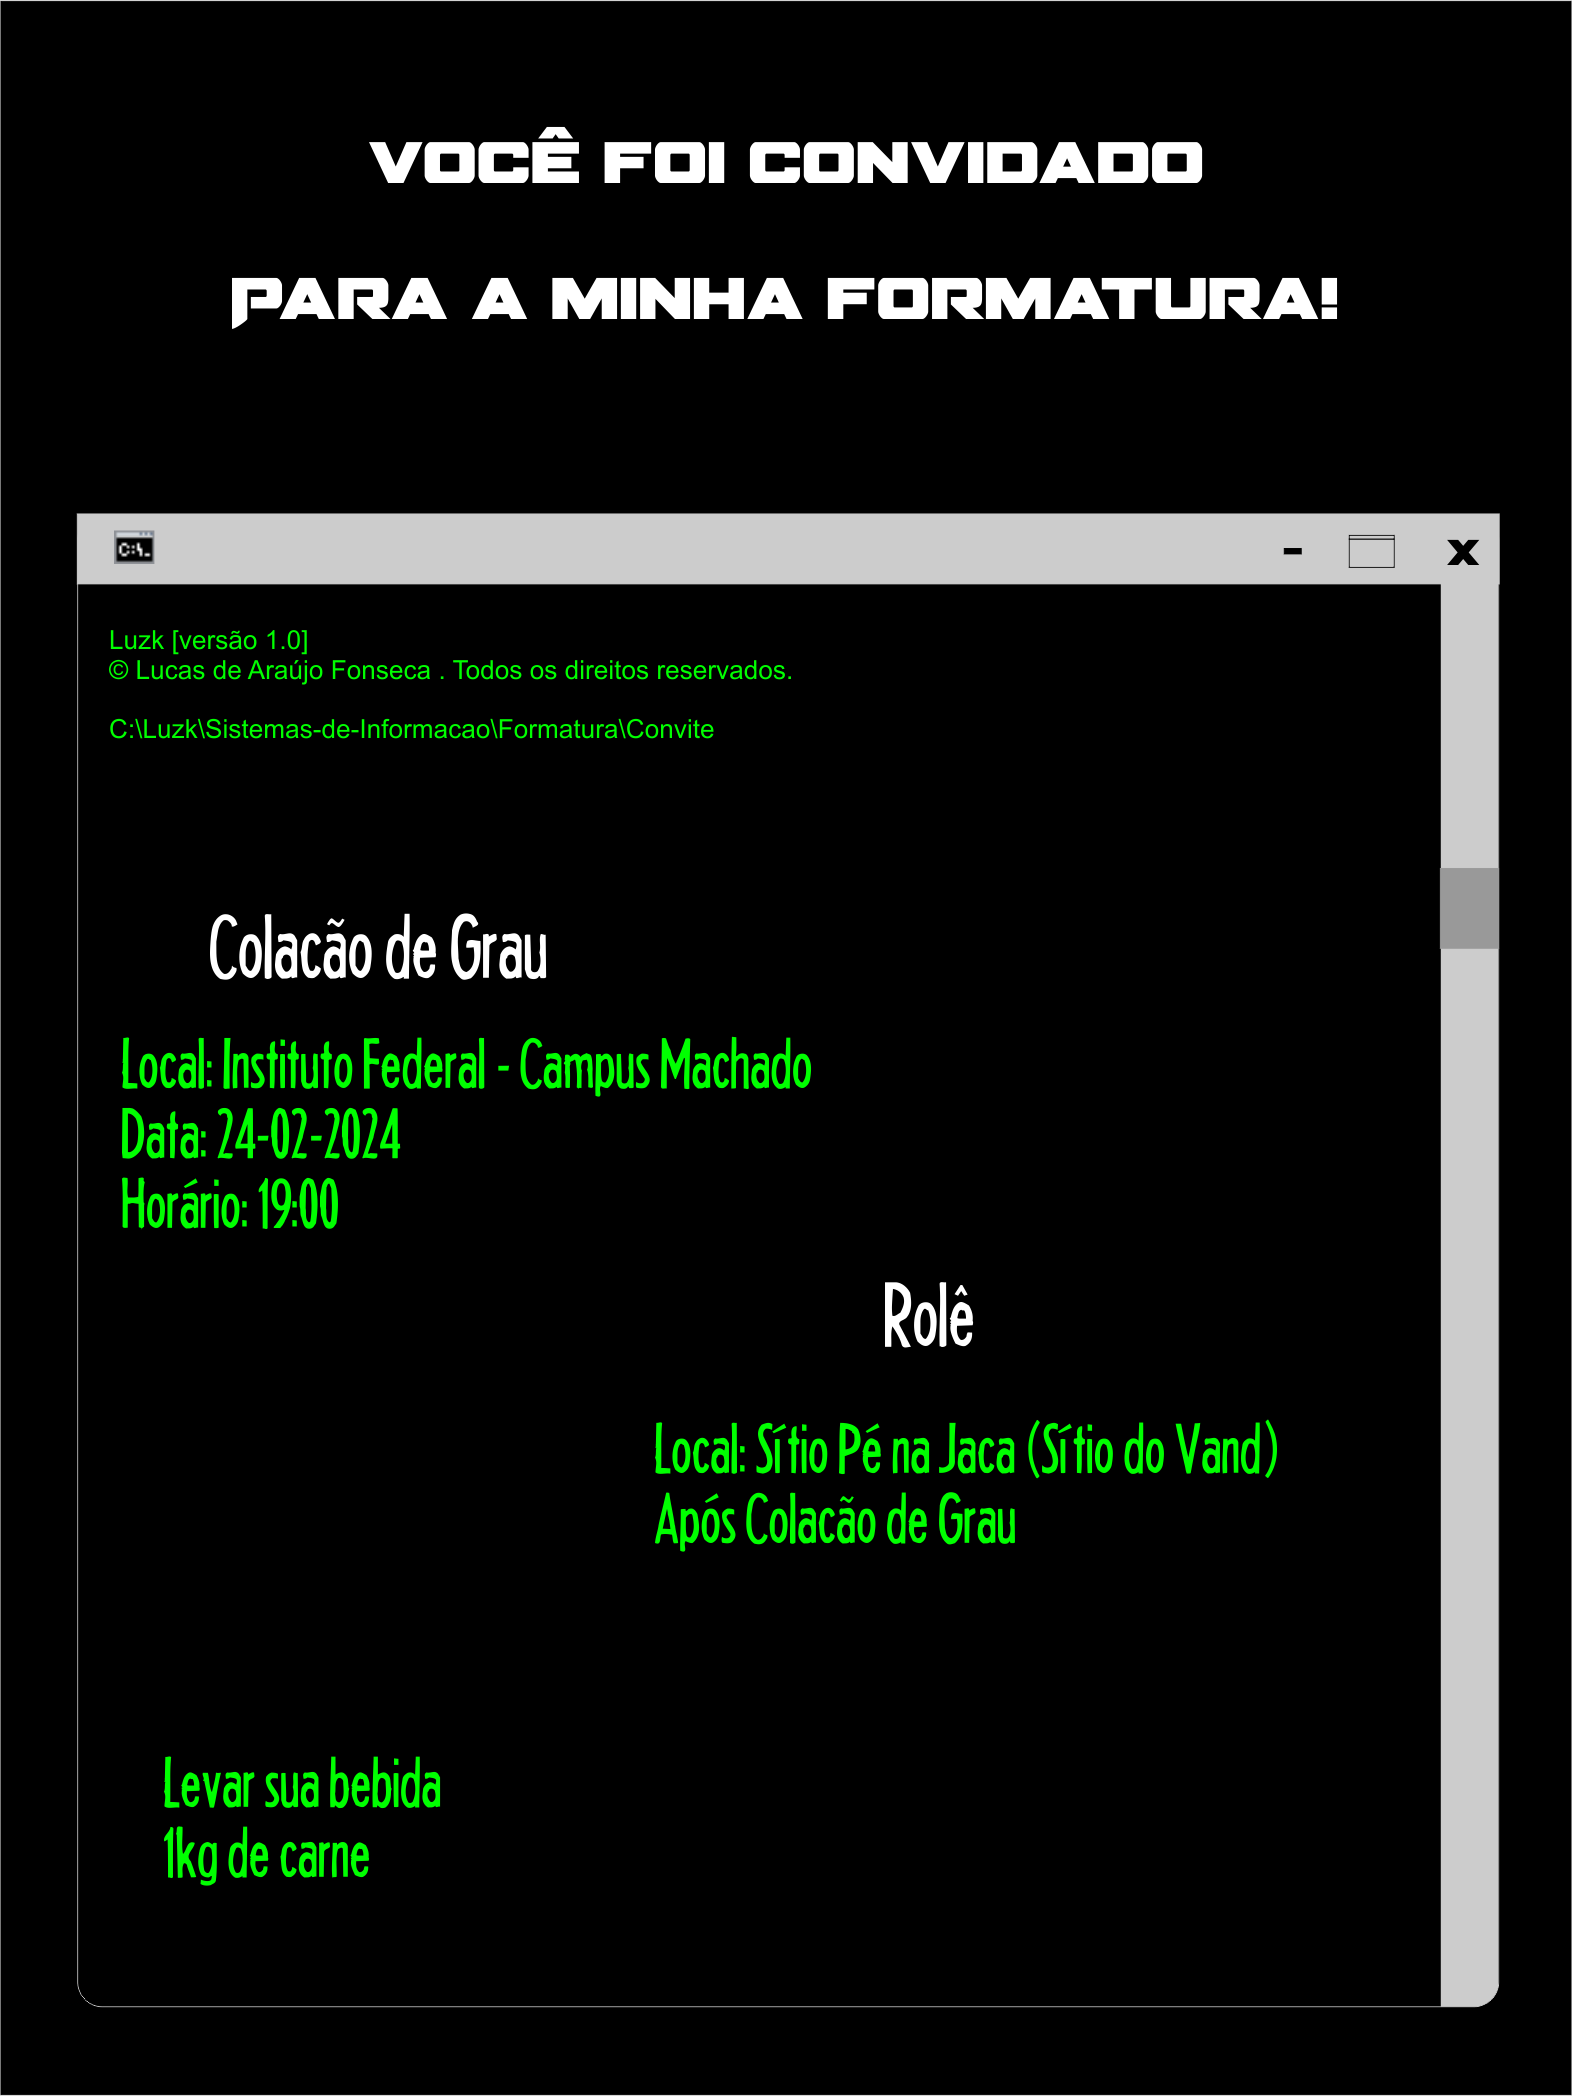 VOCÊ FOI CONVIDADO
PARA A MINHA FORMATURA!
C:\_
- X
Luzk [versão 1.0]
© Lucas de Araújo Fonseca . Todos os direitos reservados.
C:\Luzk\Sistemas-de-Informacao\Formatura\Convite
Colacão de Grau
Local: Instituto Federal - Campus Machado
Data: 24-02-2024
Horário: 19:00
Rolê
Local: Sítio Pé na Jaca (Sítio do Vand)
Após Colacão de Grau
Levar sua bebida
1kg de carne